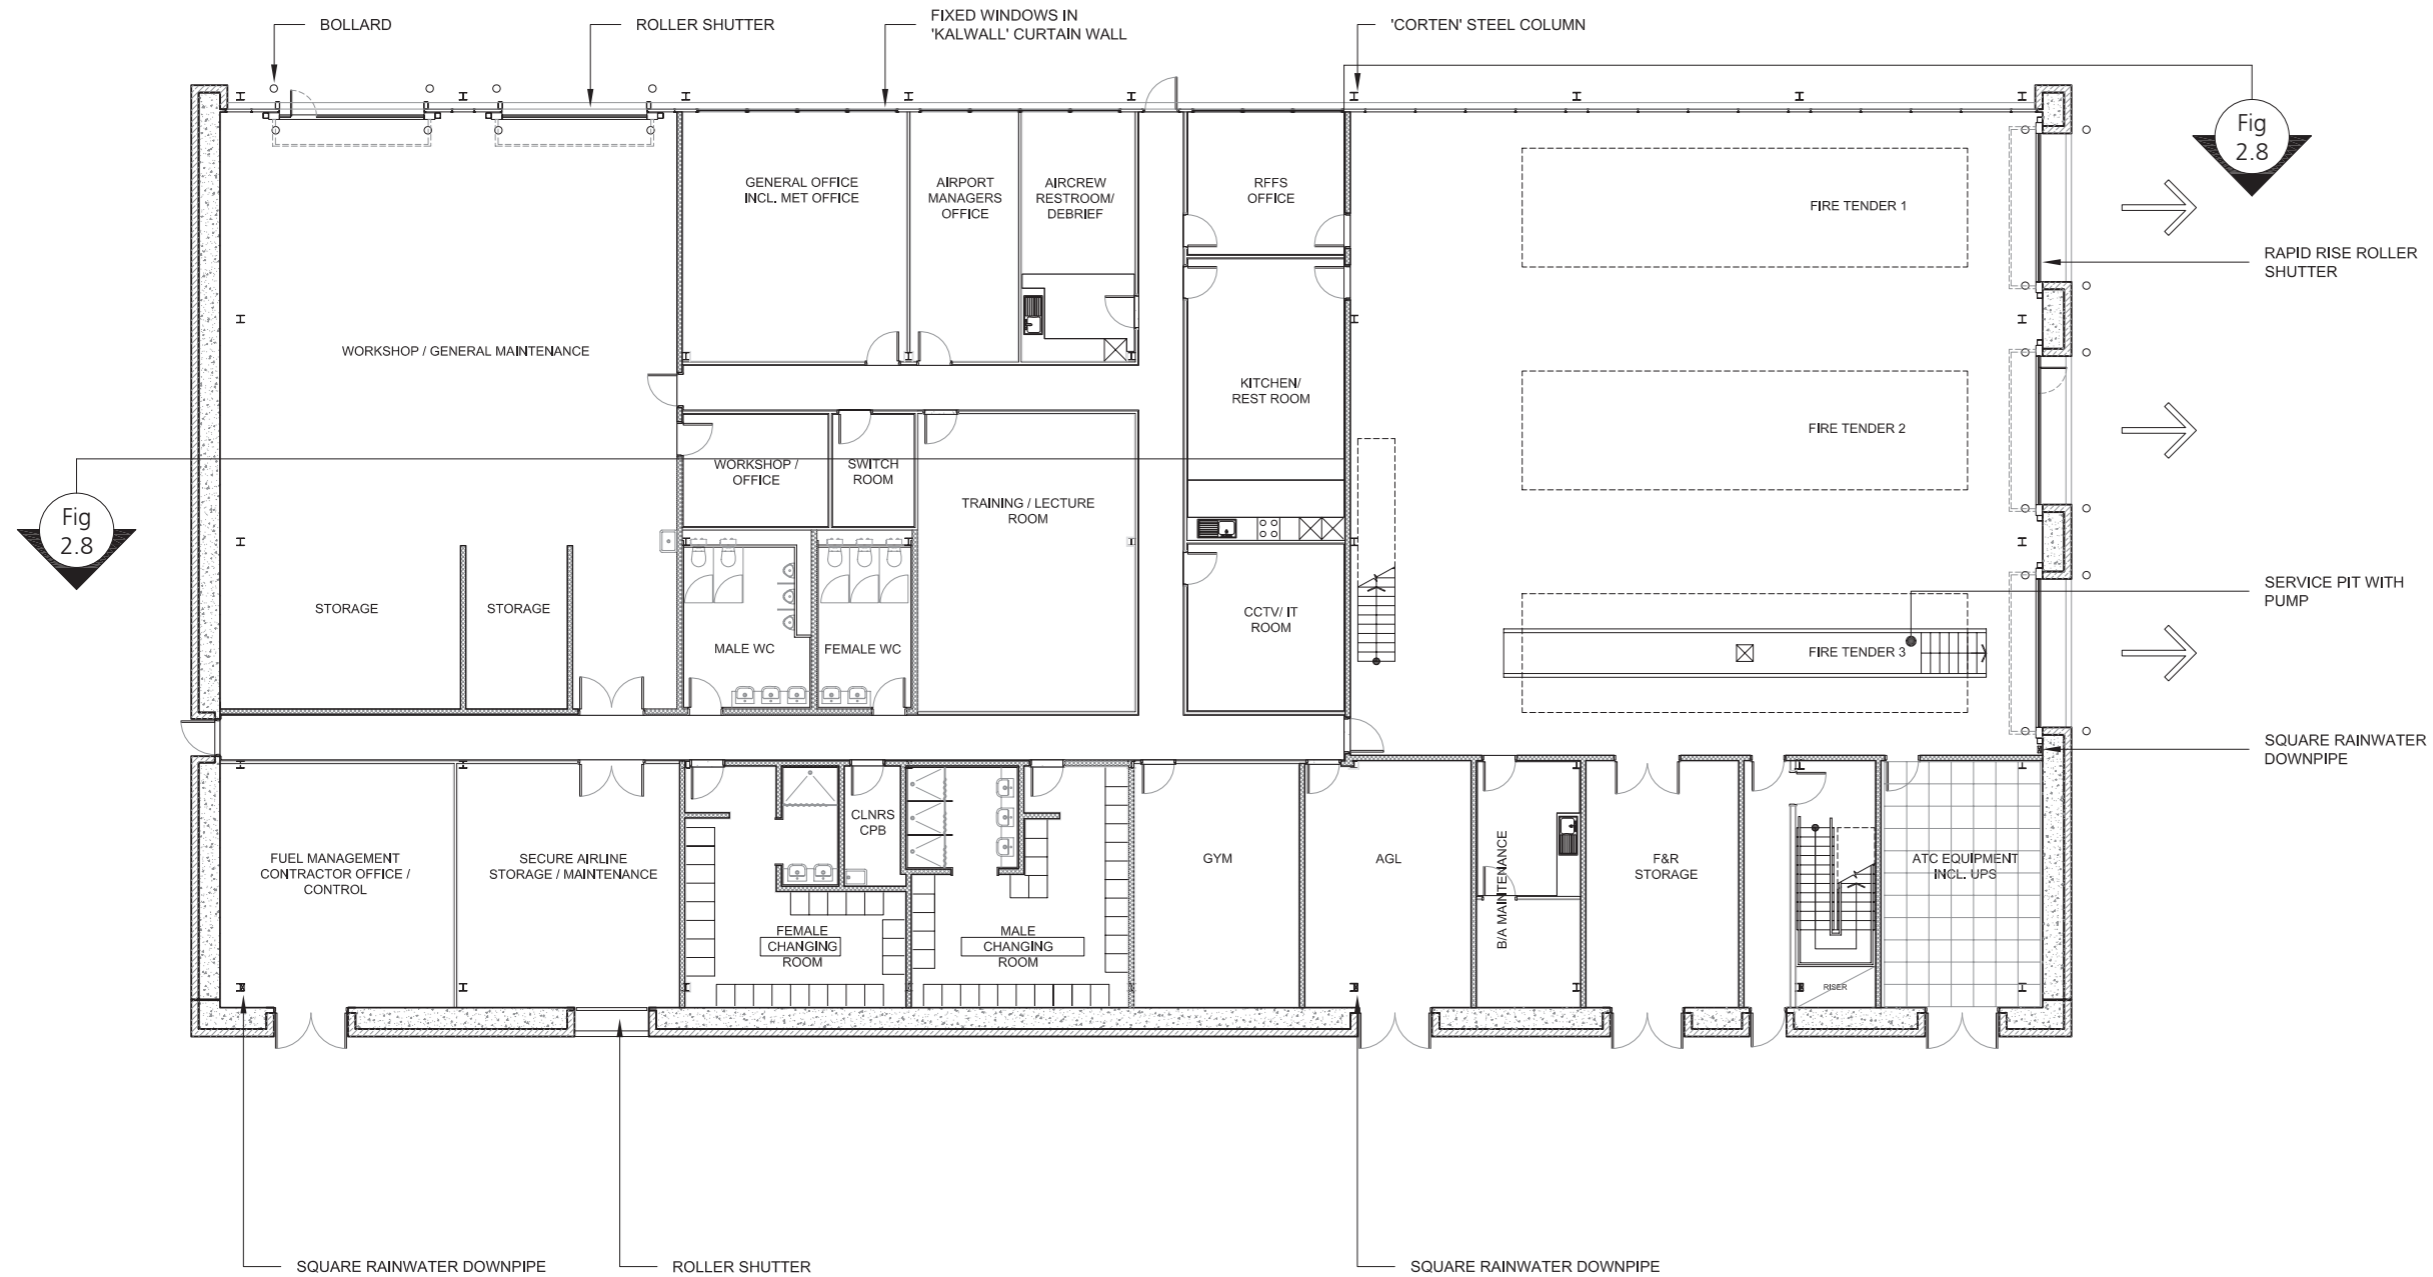 BOLLARD
ROLLER SHUTTER
FIXED WINDOWS IN
'KALWALL' CURTAIN WALL
'CORTEN' STEEL COLUMN
Fig
2.8
GENERAL OFFICE
INCL. MET OFFICE
AIRPORT
MANAGERS
OFFICE
AIRCREW
RESTROOM/
DEBRIEF
RFFS
OFFICE
FIRE TENDER 1
RAPID RISE ROLLER
SHUTTER
WORKSHOP / GENERAL MAINTENANCE
KITCHEN/
REST ROOM
FIRE TENDER 2
WORKSHOP /
OFFICE
SWITCH
ROOM
TRAINING / LECTURE
ROOM
Fig
2.8
STORAGE
STORAGE
MALE WC
FEMALE WC
CCTV/ IT
ROOM
FIRE TENDER 3
SERVICE PIT WITH
PUMP
SQUARE RAINWATER
DOWNPIPE
FUEL MANAGEMENT
CONTRACTOR OFFICE /
CONTROL
SECURE AIRLINE
STORAGE / MAINTENANCE
CLNRS
CPB
FEMALE
CHANGING
ROOM
MALE
CHANGING
ROOM
GYM
AGL
B/A MAINTENANCE
F&R
STORAGE
RISER
ATC EQUIPMENT
INCL. UPS
SQUARE RAINWATER DOWNPIPE
ROLLER SHUTTER
SQUARE RAINWATER DOWNPIPE